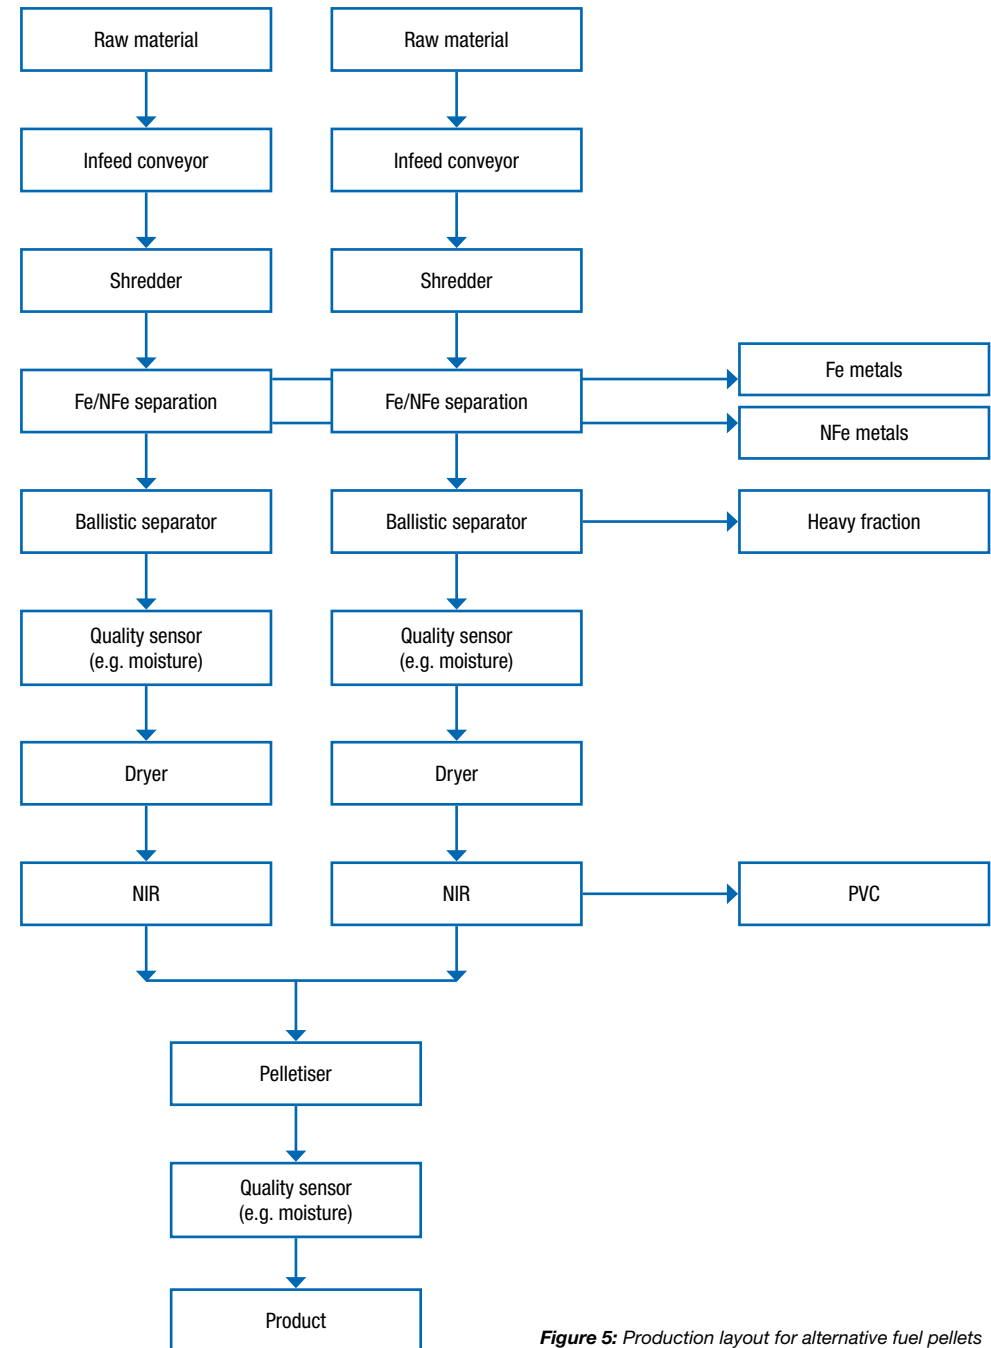 Raw material
Raw material
Infeed conveyor
Infeed conveyor
Shredder
Shredder
Fe/NFe separation
Fe/NFe separation
Fe metals
NFe metals
Ballistic separator
Ballistic separator
Heavy fraction
Quality sensor
(e.g. moisture)
Quality sensor
(e.g. moisture)
Dryer
Dryer
NIR
NIR
PVC
Pelletiser
Quality sensor
(e.g. moisture)
Product
Figure 5: Production layout for alternative fuel pellets